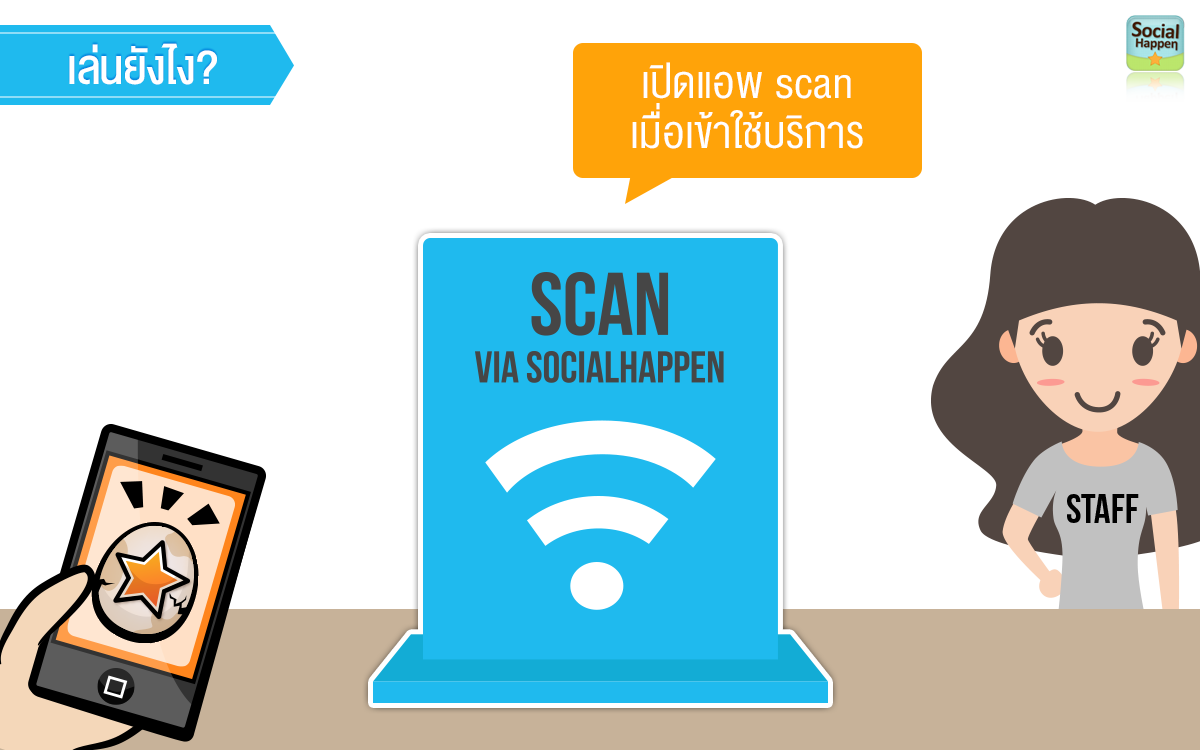 เล่นยังไง?
Social
Happen
เปิดแอพ scan
เมื่อเข้าใช้บริการ
SCAN
VIA SOCIALHAPPEN
STAFF